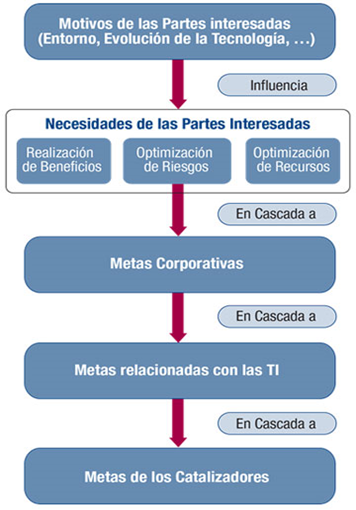 Motivos de las Partes interesadas
(Entorno, Evolución de la Tecnología, …)
Influencia
Necesidades de las Partes Interesadas
Realización
de Beneficios
Optimización
de Riesgos
Optimización
de Recursos
En Cascada a
Metas Corporativas
En Cascada a
Metas relacionadas con las TI
En Cascada a
Metas de los Catalizadores